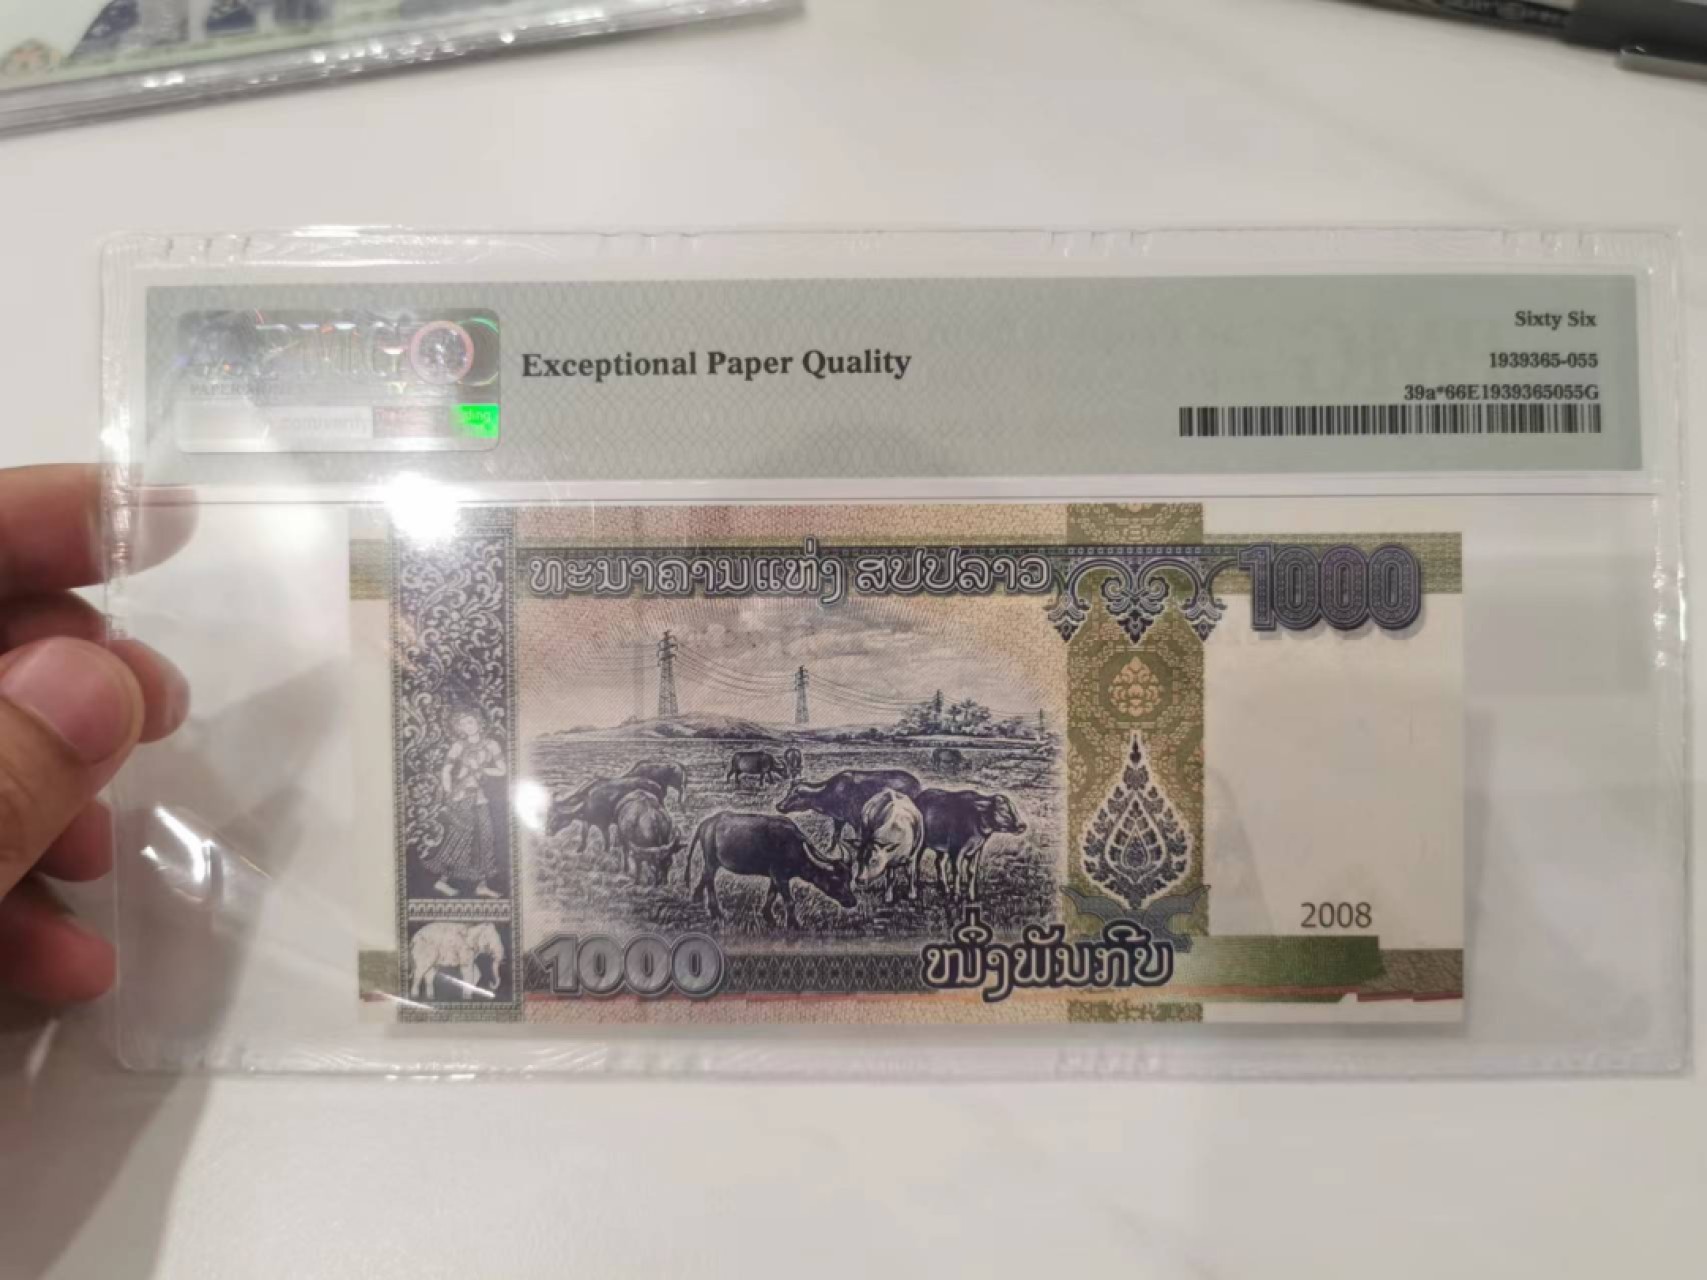 Sixty Six
Exceptional Paper Quality
1939365-055
39a*66E1939365055G
ທະນາຄານແຫ່ງ ສປປລາວ
1000
2008
1000
ໜຶ່ງພັນກີບ